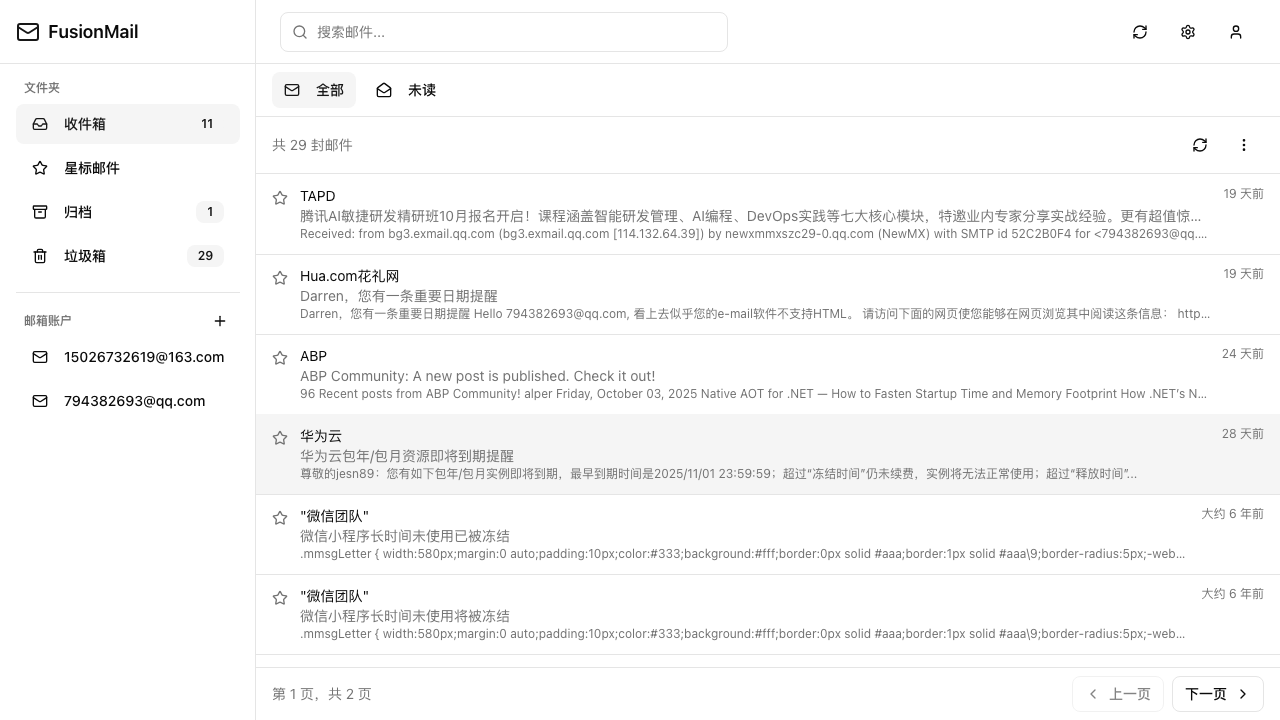 FusionMail
搜索邮件...
文件夹
收件箱 11
星标邮件
归档 1
垃圾箱 29
邮箱账户
15026732619@163.com
794382693@qq.com
全部 未读
共 29 封邮件
TAPD 19 天前
腾讯AI敏捷研发精研班10月报名开启！课程涵盖智能研发管理、AI编程、DevOps实践等七大核心模块，特邀业内专家分享实战经验。更有超值惊...
Received: from bg3.exmail.qq.com (bg3.exmail.qq.com [114.132.64.39]) by newxmmxszc29-0.qq.com (NewMX) with SMTP id 52C2B0F4 for <794382693@qq....
Hua.com花礼网 19 天前
Darren，您有一条重要日期提醒
Darren，您有一条重要日期提醒 Hello 794382693@qq.com, 看上去似乎您的e-mail软件不支持HTML。 请访问下面的网页使您能够在网页浏览其中阅读这条信息： http...
ABP 24 天前
ABP Community: A new post is published. Check it out!
96 Recent posts from ABP Community! alper Friday, October 03, 2025 Native AOT for .NET — How to Fasten Startup Time and Memory Footprint How .NET's N...
华为云 28 天前
华为云包年/包月资源即将到期提醒
尊敬的jesn89：您有如下包年/包月实例即将到期，最早到期时间是2025/11/01 23:59:59；超过“冻结时间”仍未续费，实例将无法正常使用；超过“释放时间”...
"微信团队" 大约 6 年前
微信小程序长时间未使用已被冻结
.mmsgLetter { width:580px;margin:0 auto;padding:10px;color:#333;background:#fff;border:0px solid #aaa;border:1px solid #aaa\9;border-radius:5px;-web...
"微信团队" 大约 6 年前
微信小程序长时间未使用将被冻结
.mmsgLetter { width:580px;margin:0 auto;padding:10px;color:#333;background:#fff;border:0px solid #aaa;border:1px solid #aaa\9;border-radius:5px;-web...
第 1 页，共 2 页 上一页 下一页